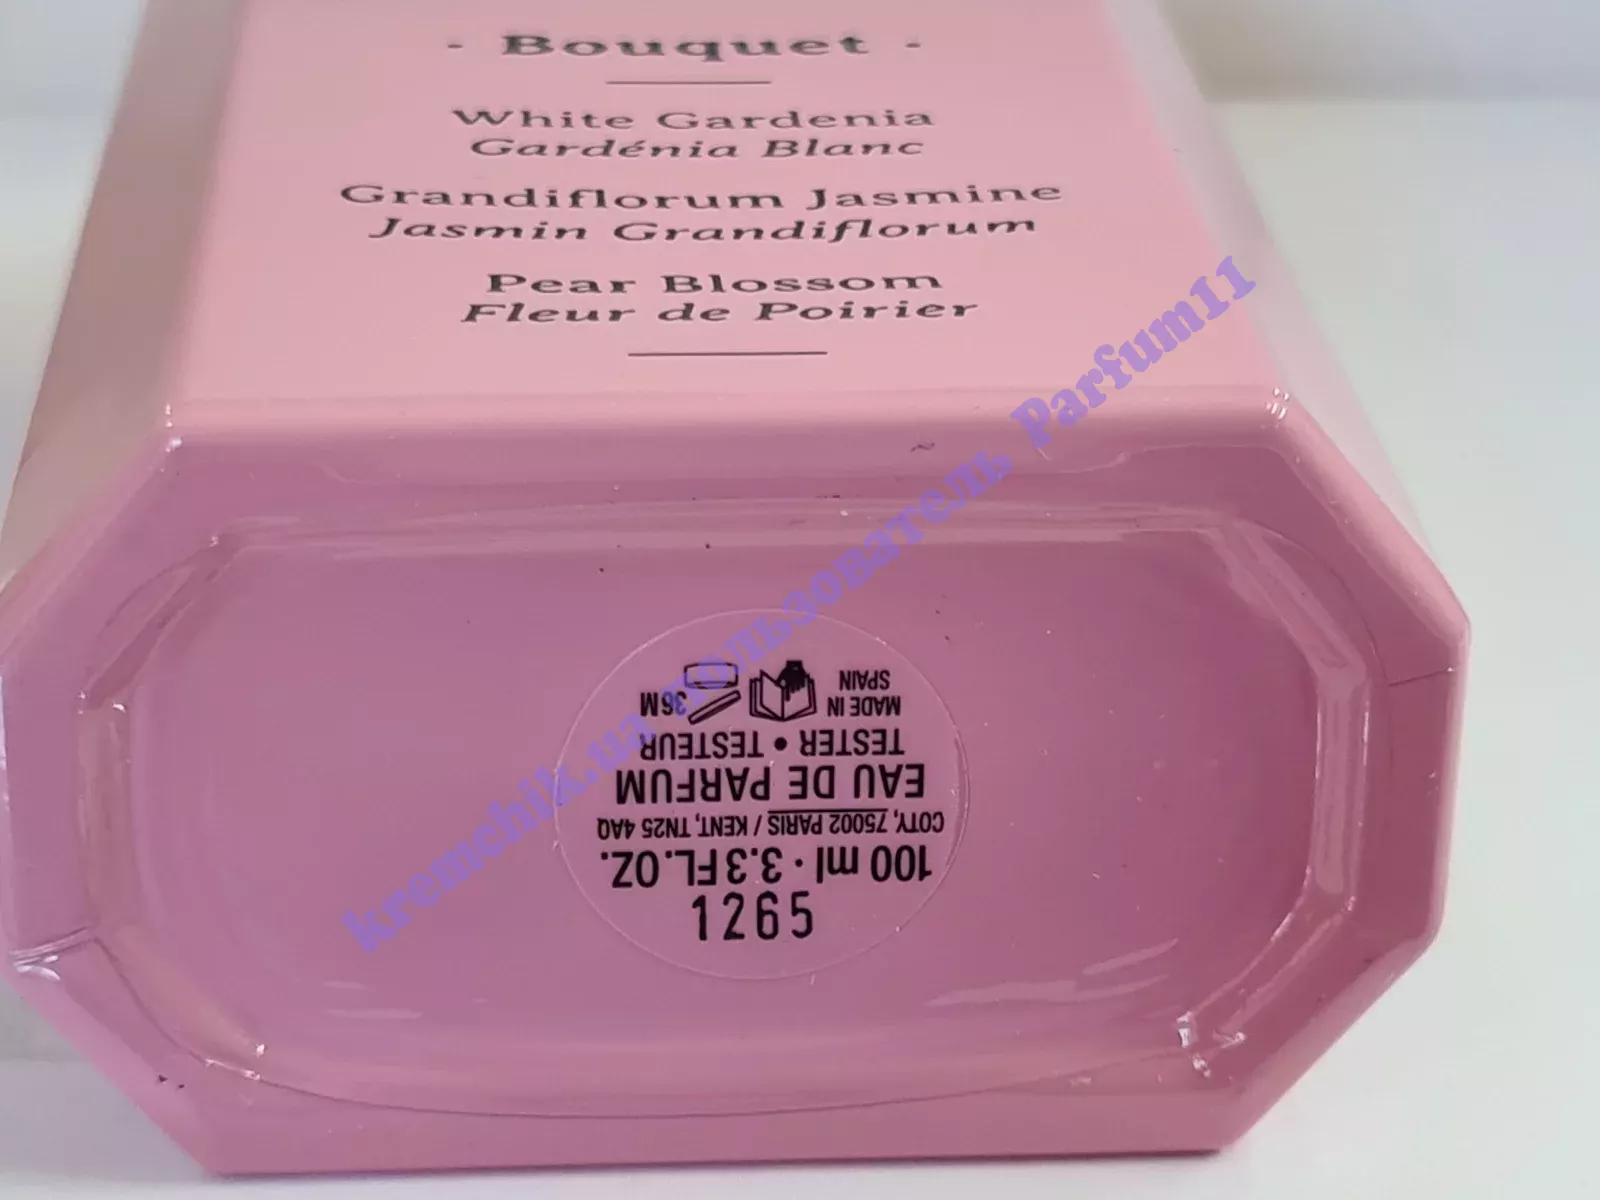 - Bouquet -
White Gardenia
Gardénia Blanc
Grandiflorum Jasmine
Jasmin Grandiflorum
Pear Blossom
Fleur de Poirier
kremchik.ua пользователь Parfum11
1265
100 ml · 3.3 FL.OZ.
COTY, 75002 PARIS / KENT, TN25 4AQ
EAU DE PARFUM
TESTER • TESTEUR
MADE IN
SPAIN
36M